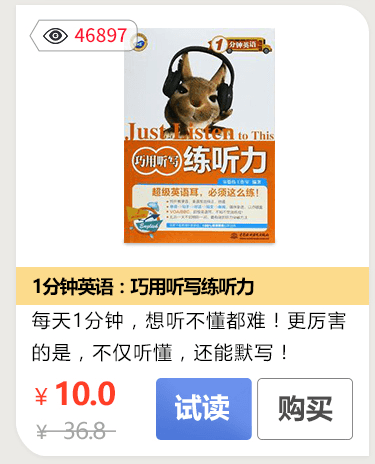 46897
1分钟英语
Just Listen to This
巧用听写
练听力
超级英语耳，必须这么练！
English
1分钟英语：巧用听写练听力
每天1分钟，想听不懂都难！更厉害
的是，不仅听懂，还能默写！
¥ 10.0
¥ 36.8
试读
购买